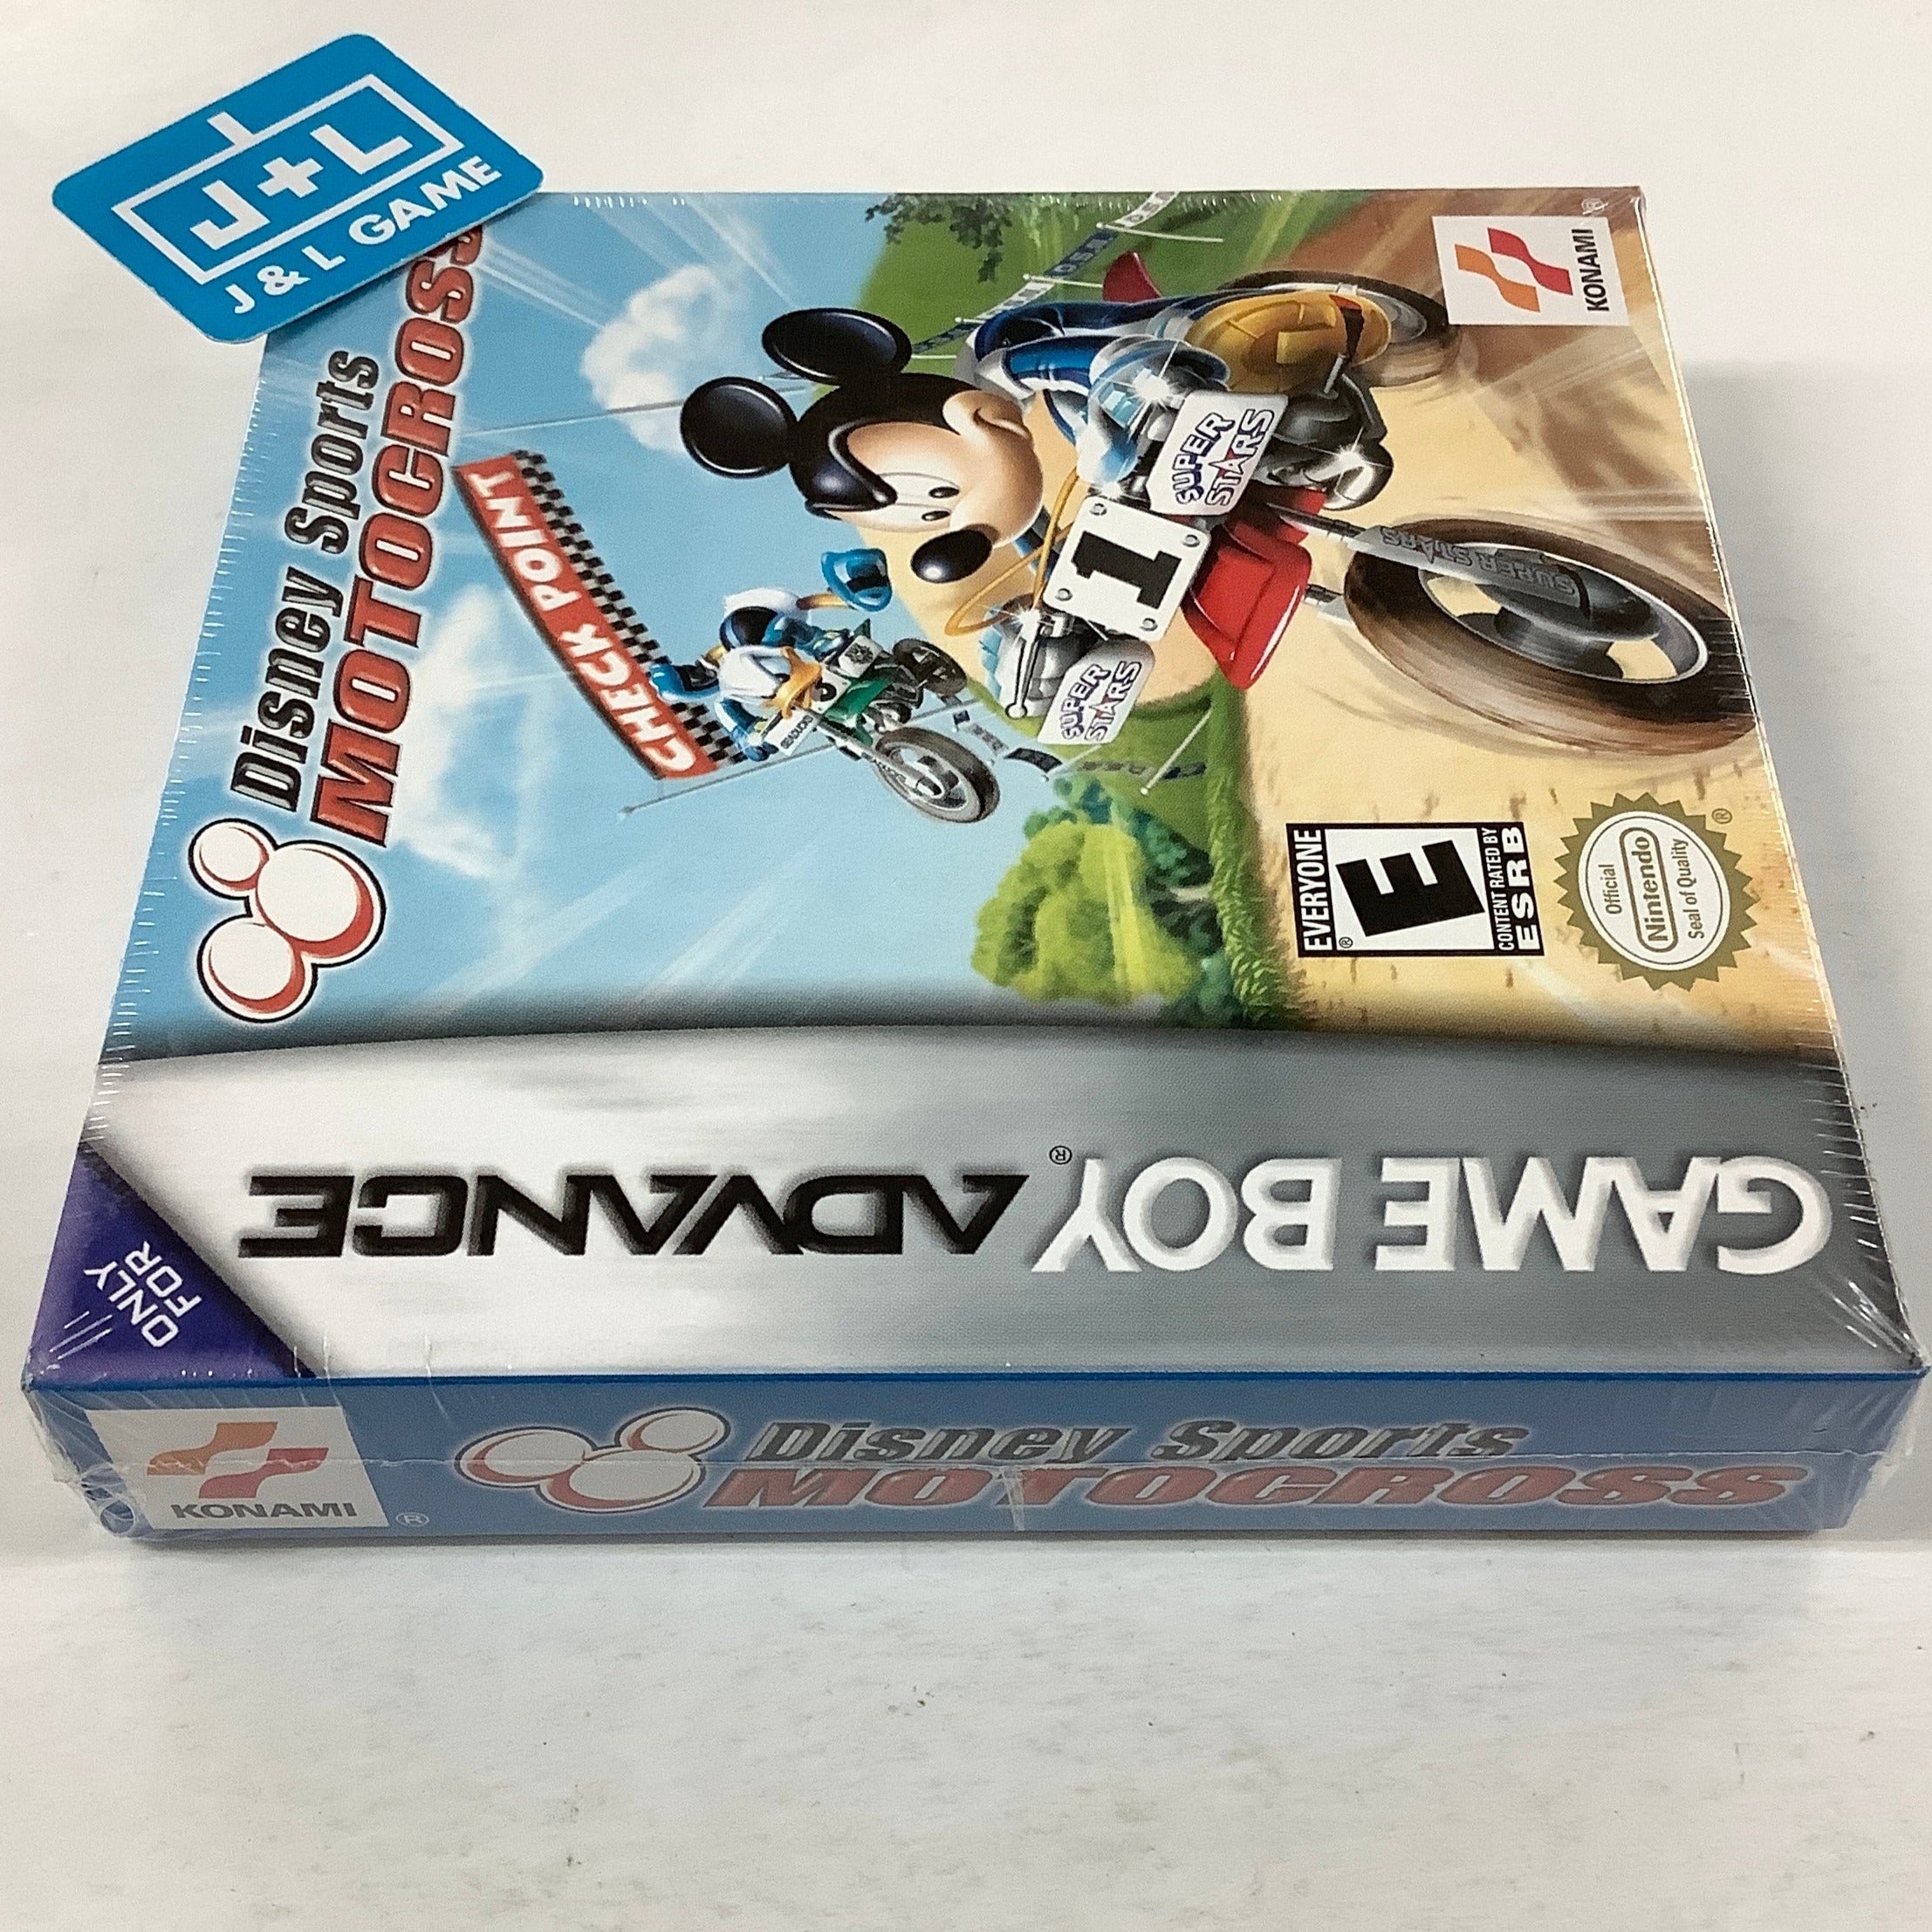 J+L
J & L GAME
Disney Sports
MOTOCROSS
CHECK POINT
KONAMI®
SUPER
STARS
1
SUPER
STARS
SUPER STARS
EVERYONE
E
®
CONTENT RATED BY
ESRB
Official
Nintendo
Seal of Quality
®
GAME BOY ADVANCE
®
ONLY
FOR
KONAMI
®
Disney Sports
MOTOCROSS